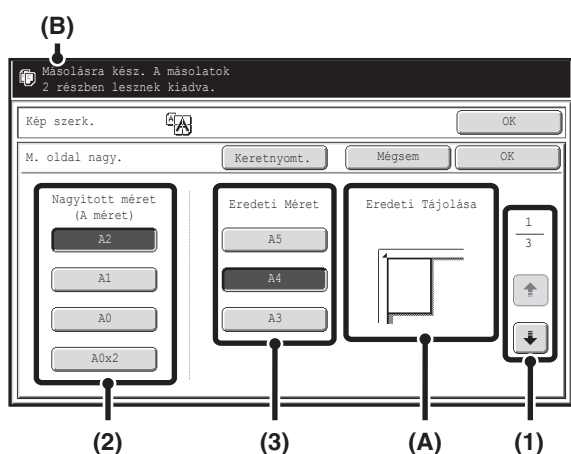 (B)
Másolásra kész. A másolatok
2 részben lesznek kiadva.
Kép szerk.
A A
OK
M. oldal nagy.
Keretnyomt.
Mégsem
OK
Nagyított méret
(A méret)
A2
A1
A0
A0x2
Eredeti Méret
A5
A4
A3
Eredeti Tájolása
1
3
(2)
(3)
(A)
(1)